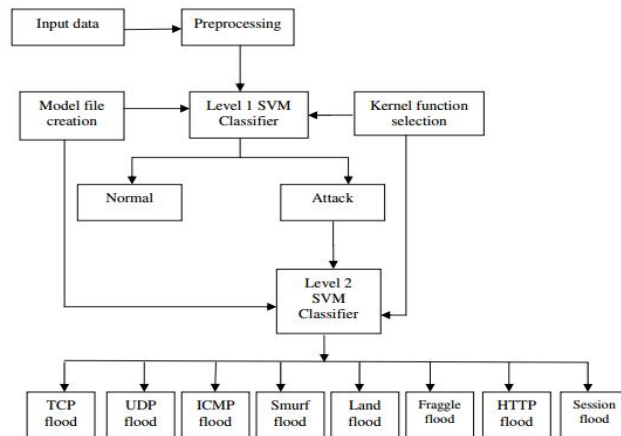 Input data
Preprocessing
Model file
creation
Level 1 SVM
Classifier
Kernel function
selection
Normal
Attack
Level 2
SVM
Classifier
TCP
flood
UDP
flood
ICMP
flood
Smurf
flood
Land
flood
Fraggle
flood
HTTP
flood
Session
flood